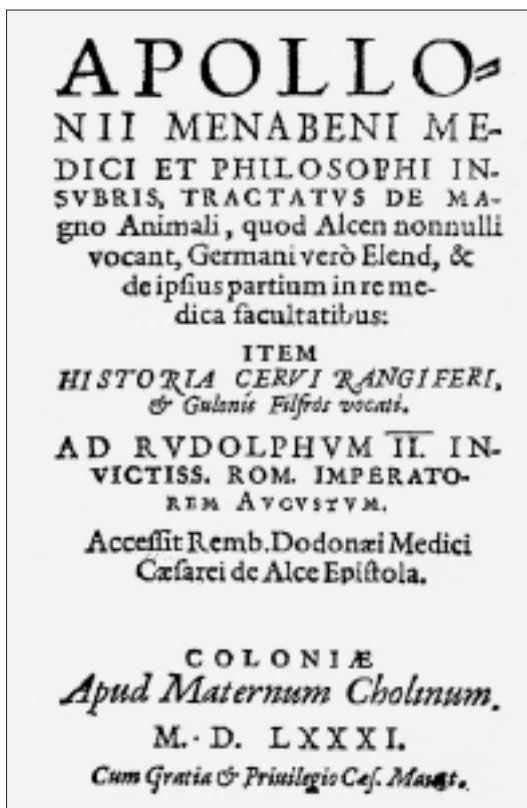 APOLLO-
NII MENABENI ME-
DICI ET PHILOSOPHI IN-
SVBRIS, TRACTATVS DE MA-
gno Animali, quod Alcen nonnulli
vocant, Germani verò Elend, &
de ipſius partium in re me-
dica facultatibus:
ITEM
HISTORIA CERVI RANGIFERI,
& Gulonis Filfros vocati.
AD RVDOLPHVM II. IN-
VICTISS. ROM. IMPERATO-
REM AVGVSTVM.
Acceſſit Remb. Dodonæi Medici
Cæſarei de Alce Epiſtola.
COLONIÆ
Apud Maternum Cholinum.
M. D. LXXXI.
Cum Gratia & Priuilegio Cæſ. Maiest.